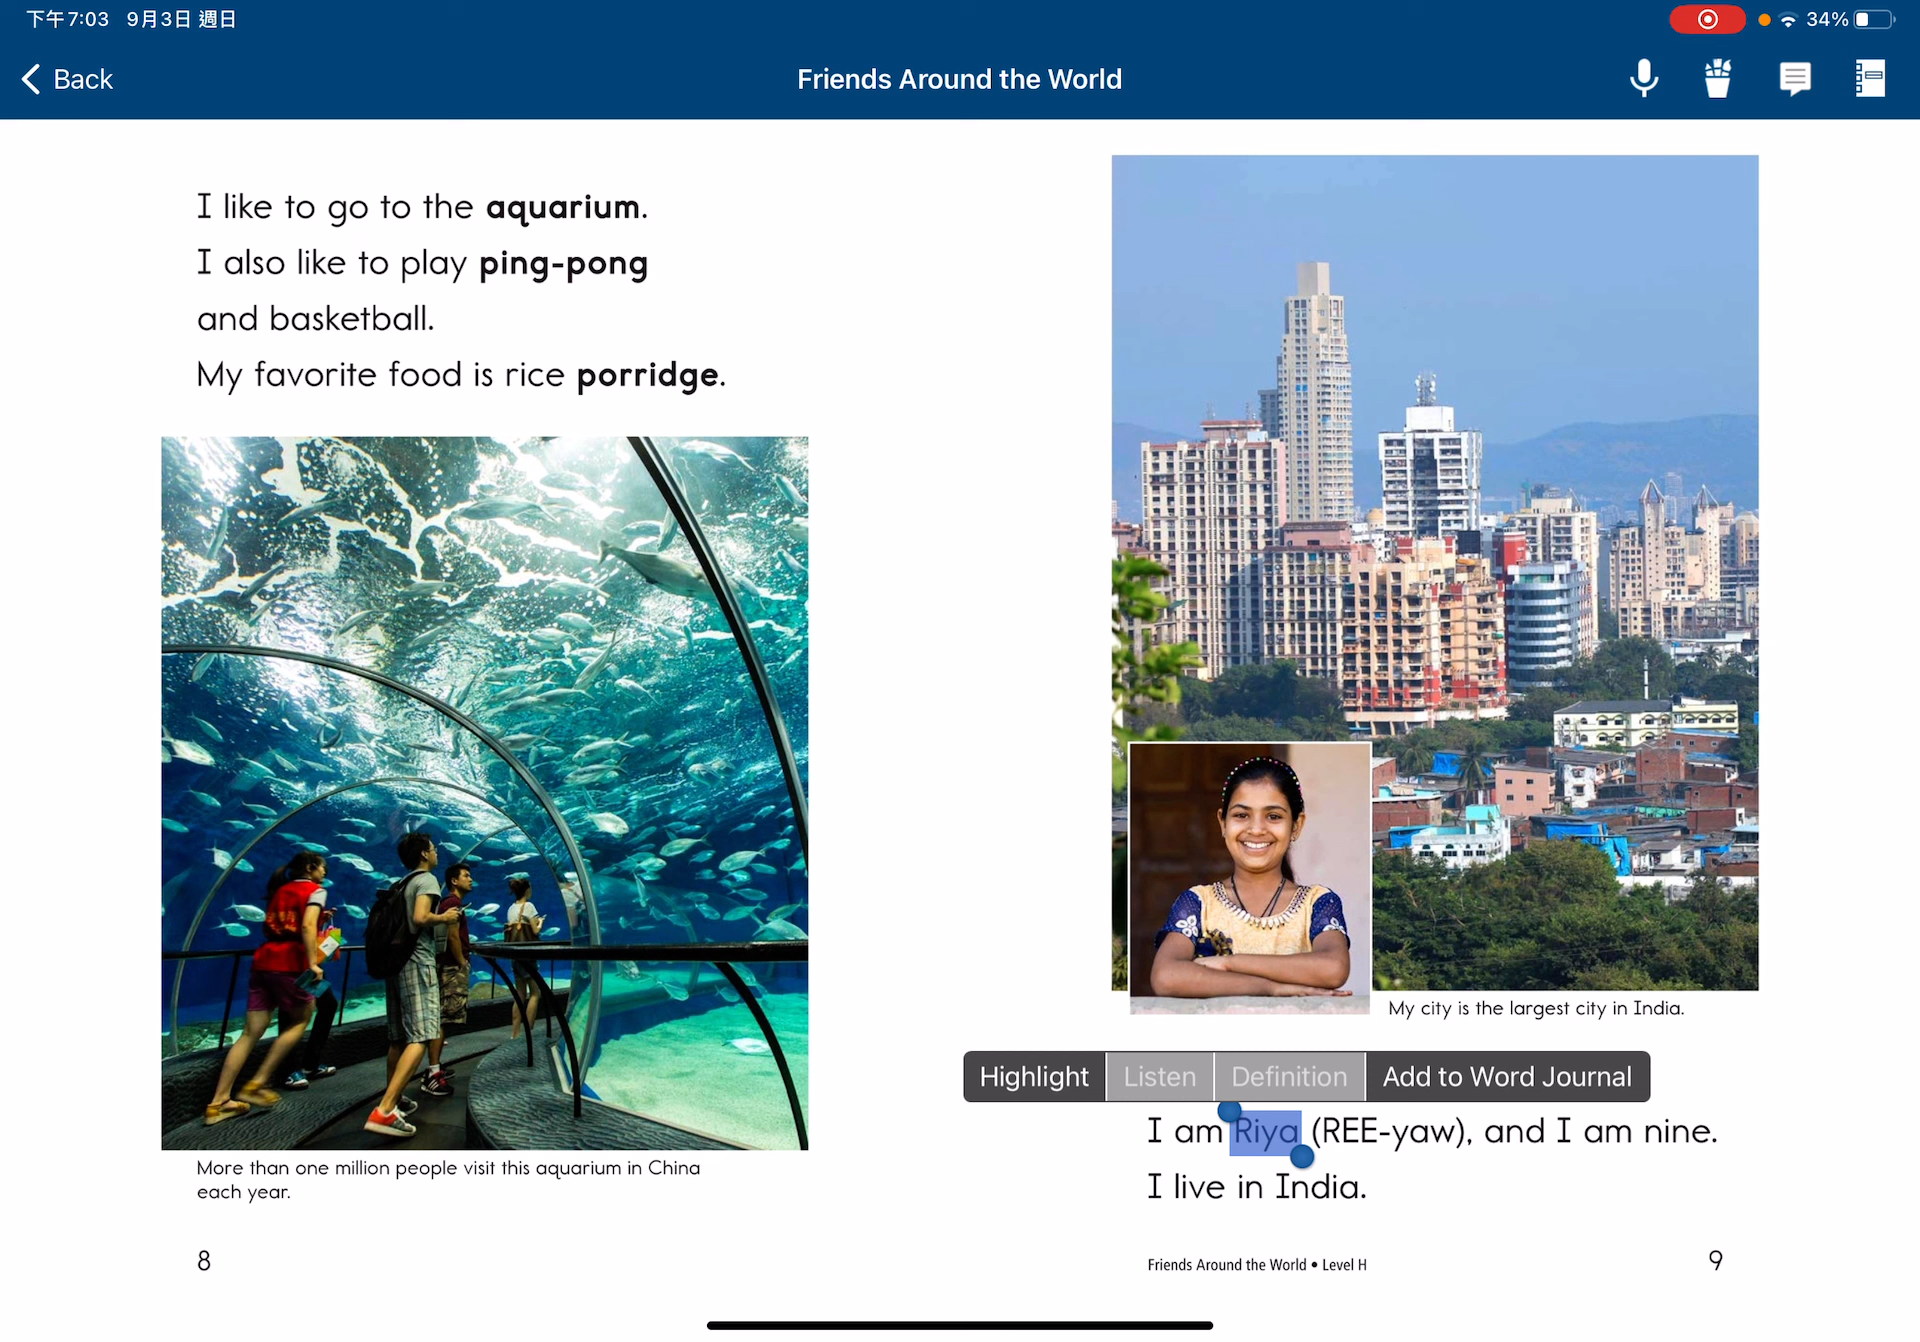 下午7:03 9月3日 週日
34%
Back
Friends Around the World
I like to go to the aquarium.
I also like to play ping-pong
and basketball.
My favorite food is rice porridge.
More than one million people visit this aquarium in China
each year.
8
My city is the largest city in India.
Highlight Listen Definition Add to Word Journal
I am Riya (REE-yaw), and I am nine.
I live in India.
Friends Around the World • Level H
9